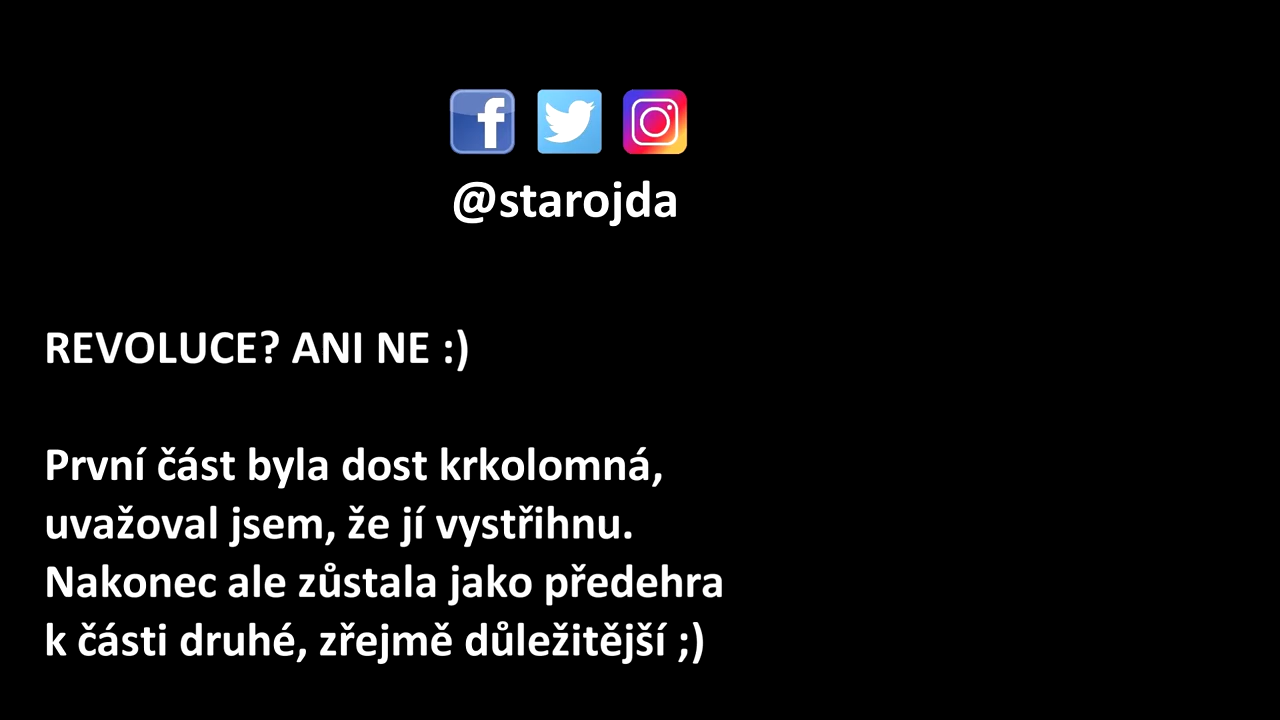 @starojda
REVOLUCE? ANI NE :)
První část byla dost krkolomná,
uvažoval jsem, že jí vystřihnu.
Nakonec ale zůstala jako předehra
k části druhé, zřejmě důležitější ;)